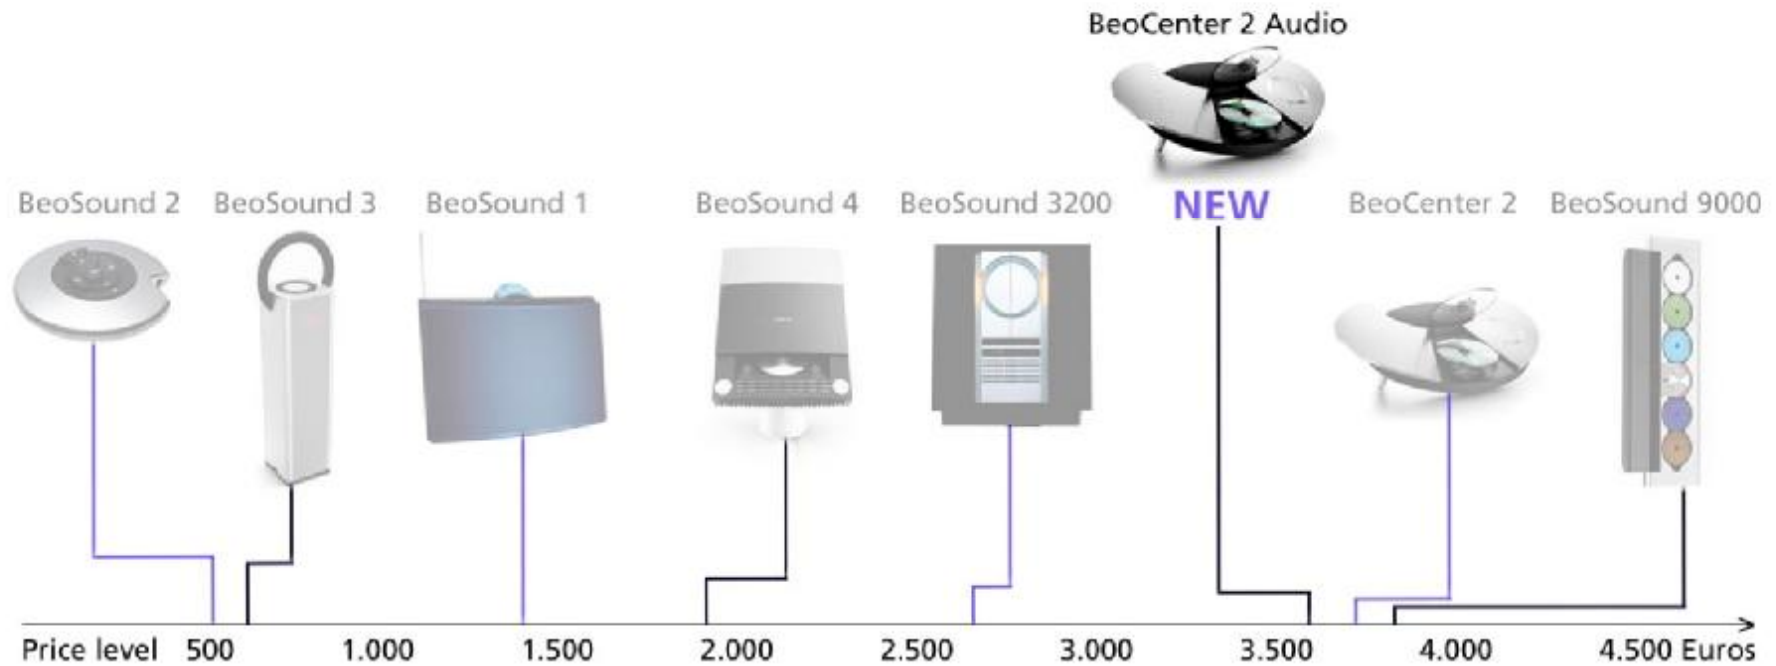 BeoCenter 2 Audio
BeoSound 2 BeoSound 3 BeoSound 1 BeoSound 4 BeoSound 3200 NEW BeoCenter 2 BeoSound 9000
Price level 500 1.000 1.500 2.000 2.500 3.000 3.500 4.000 4.500 Euros